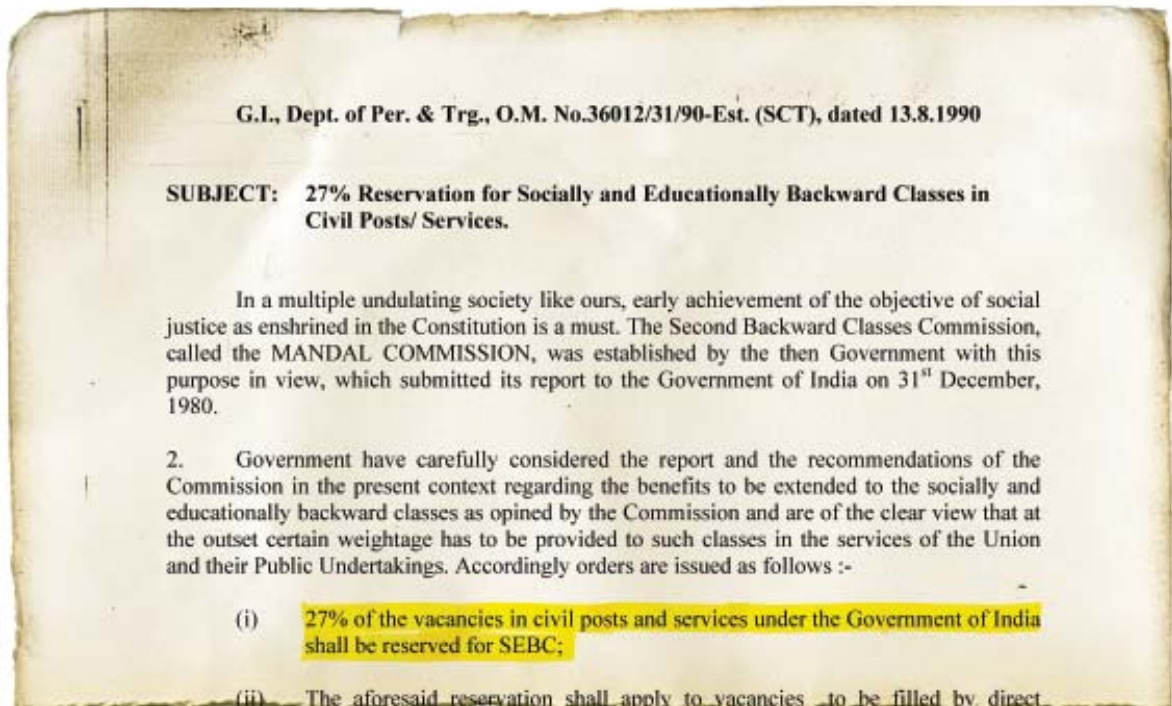 G.I., Dept. of Per. & Trg., O.M. No.36012/31/90-Est. (SCT), dated 13.8.1990
SUBJECT: 27% Reservation for Socially and Educationally Backward Classes in
Civil Posts/ Services.
In a multiple undulating society like ours, early achievement of the objective of social
justice as enshrined in the Constitution is a must. The Second Backward Classes Commission,
called the MANDAL COMMISSION, was established by the then Government with this
purpose in view, which submitted its report to the Government of India on 31st December,
1980.
2. Government have carefully considered the report and the recommendations of the
Commission in the present context regarding the benefits to be extended to the socially and
educationally backward classes as opined by the Commission and are of the clear view that at
the outset certain weightage has to be provided to such classes in the services of the Union
and their Public Undertakings. Accordingly orders are issued as follows :-
(i) 27% of the vacancies in civil posts and services under the Government of India
shall be reserved for SEBC;
(ii) The aforesaid reservation shall apply to vacancies to be filled by direct